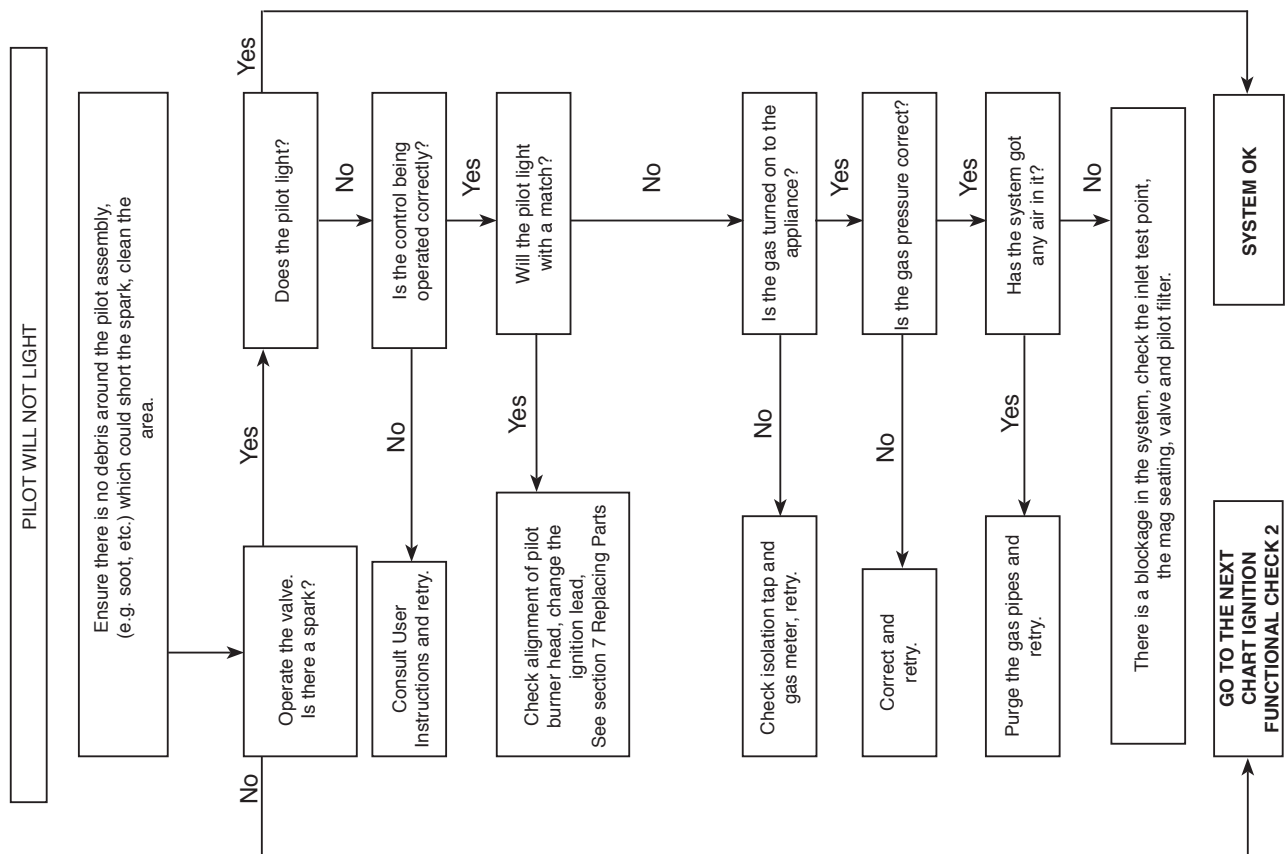 PILOT WILL NOT LIGHT
Ensure there is no debris around the pilot assembly,
(e.g. soot, etc.) which could short the spark, clean the
area.
Operate the valve.
Is there a spark?
No
Yes
Does the pilot light?
Yes
No
Is the control being
operated correctly?
No
Consult User
Instructions and retry.
Yes
Will the pilot light
with a match?
Yes
Check alignment of pilot
burner head, change the
ignition lead,
See section 7 Replacing Parts
No
Is the gas turned on to the
appliance?
No
Check isolation tap and
gas meter, retry.
Yes
Is the gas pressure correct?
No
Correct and
retry.
Yes
Has the system got
any air in it?
Yes
Purge the gas pipes and
retry.
No
There is a blockage in the system, check the inlet test point,
the mag seating, valve and pilot filter.
GO TO THE NEXT
CHART IGNITION
FUNCTIONAL CHECK 2
SYSTEM OK